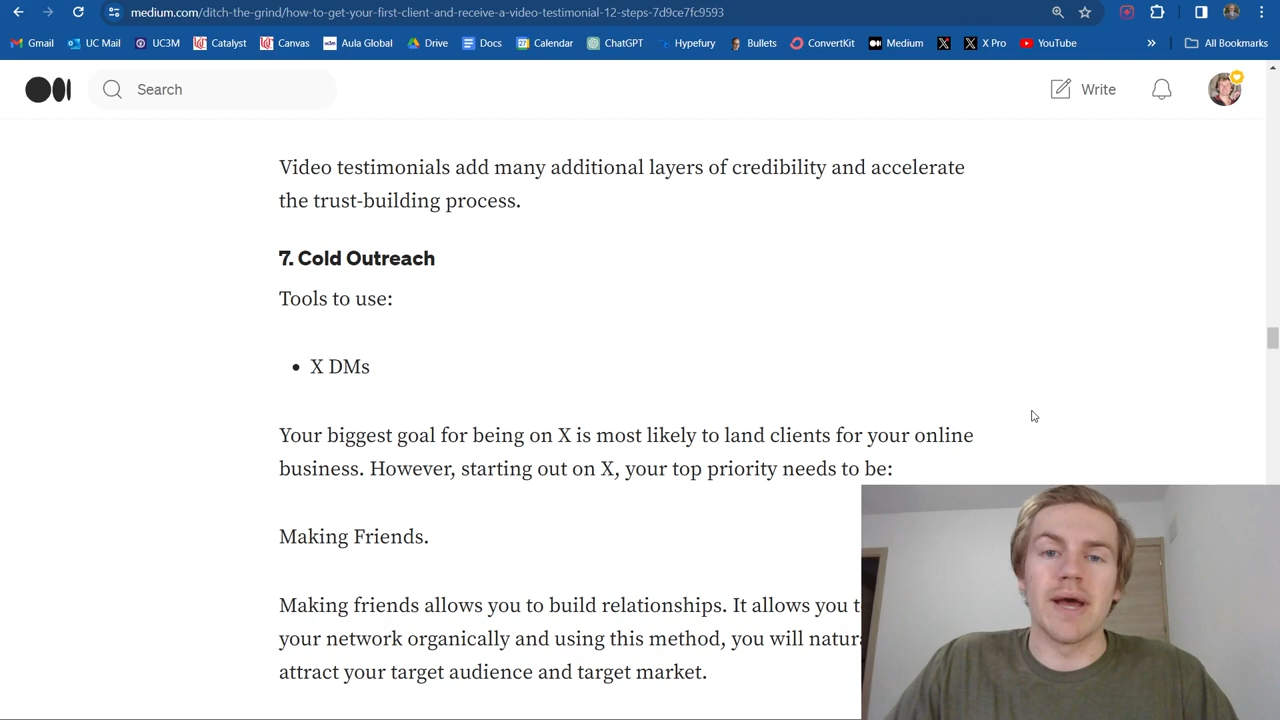 medium.com/ditch-the-grind/how-to-get-your-first-client-and-receive-a-video-testimonial-12-steps-7d9ce7fc9593
Gmail UC Mail UC3M Catalyst Canvas Aula Global Drive Docs Calendar ChatGPT Hypefury Bullets ConvertKit Medium X X Pro YouTube » All Bookmarks
Search Write
Video testimonials add many additional layers of credibility and accelerate
the trust-building process.
7. Cold Outreach
Tools to use:
• X DMs
Your biggest goal for being on X is most likely to land clients for your online
business. However, starting out on X, your top priority needs to be:
Making Friends.
Making friends allows you to build relationships. It allows you
your network organically and using this method, you will
attract your target audience and target market.